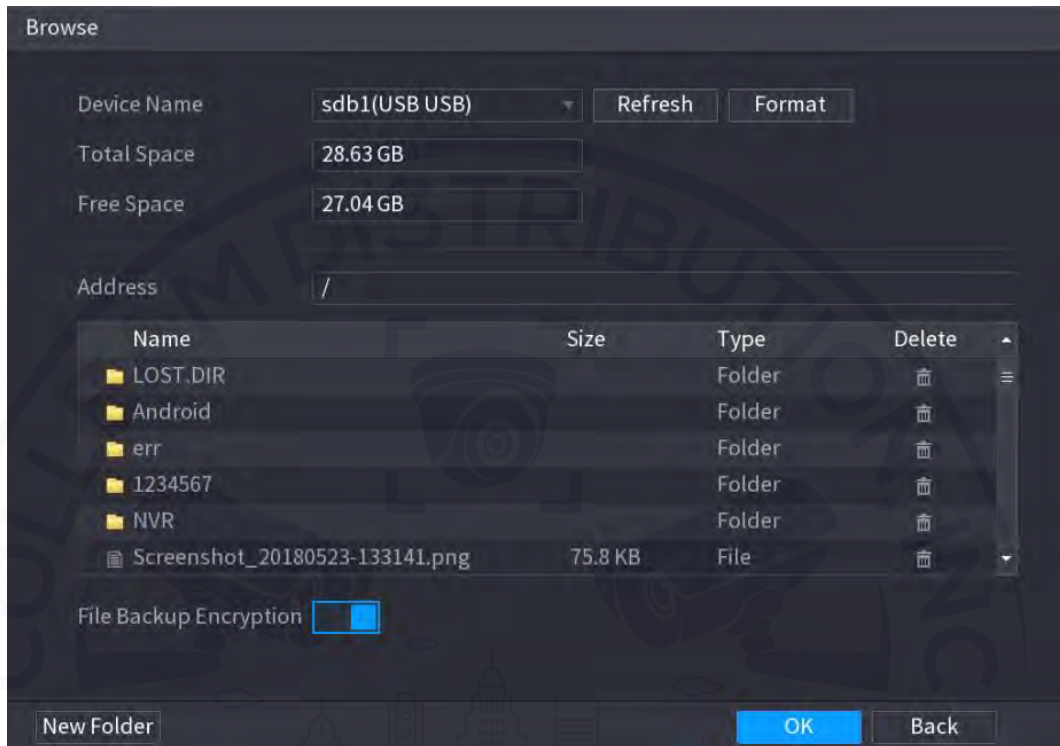 Browse
Device Name sdb1(USB USB) Refresh Format
Total Space 28.63 GB
Free Space 27.04 GB
Address /
Name Size Type Delete
LOST.DIR Folder
Android Folder
err Folder
1234567 Folder
NVR Folder
Screenshot_20180523-133141.png 75.8 KB File
File Backup Encryption
New Folder OK Back